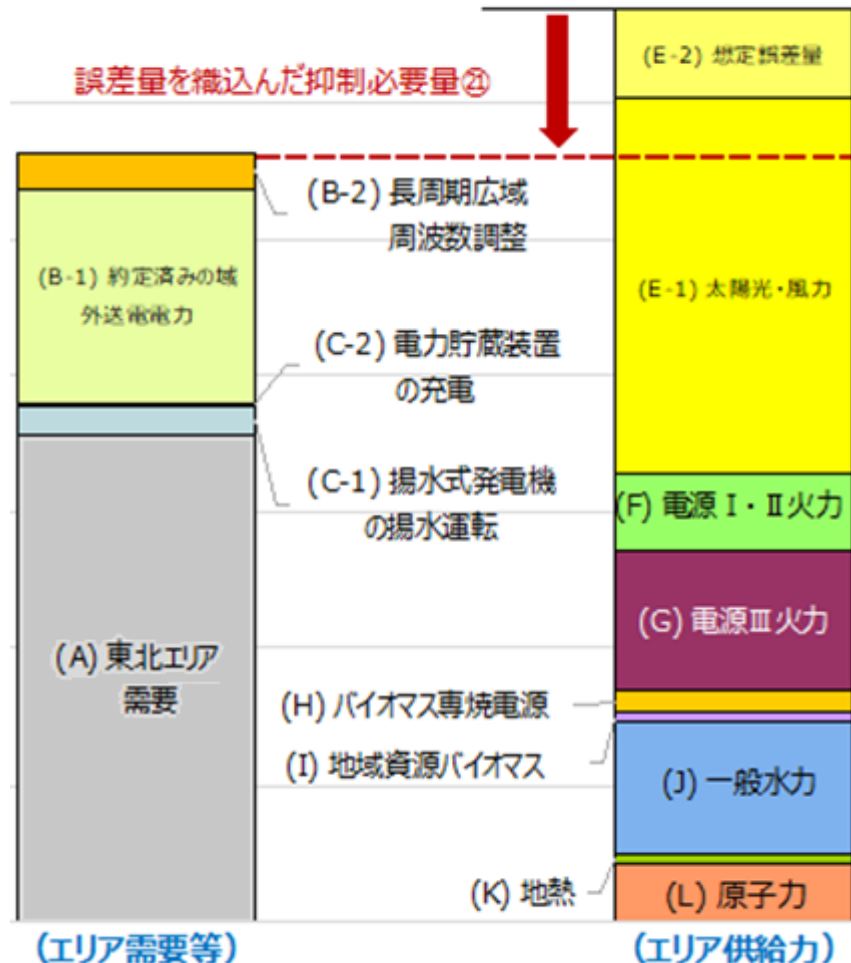 誤差量を織込んだ抑制必要量㉑
(B-2) 長周期広域
周波数調整
(B-1) 約定済みの域
外送電電力
(C-2) 電力貯蔵装置
の充電
(C-1) 揚水式発電機
の揚水運転
(A) 東北エリア
需要
(エリア需要等)
(E-2) 想定誤差量
(E-1) 太陽光・風力
(F) 電源Ⅰ・Ⅱ火力
(G) 電源Ⅲ火力
(H) バイオマス専焼電源
(I) 地域資源バイオマス
(J) 一般水力
(K) 地熱
(L) 原子力
(エリア供給力)